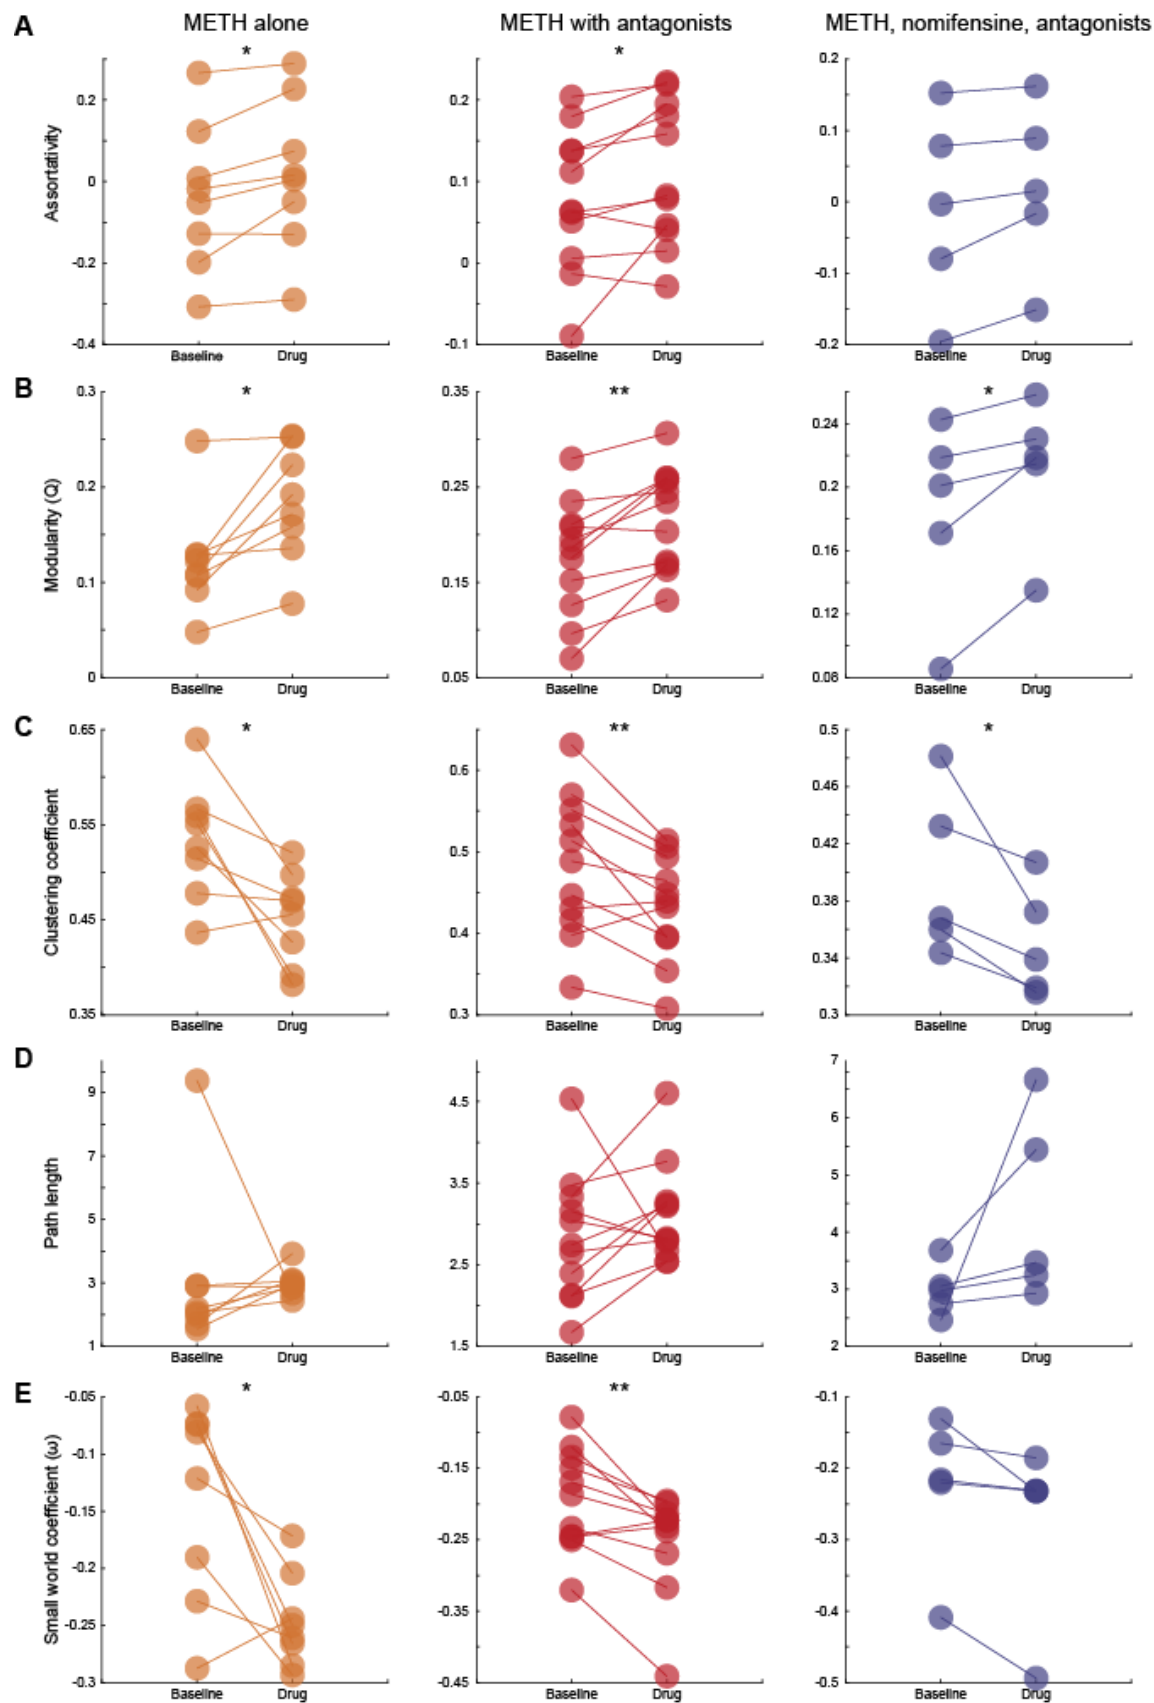 A METH alone METH with antagonists METH, nomifensine, antagonists
* *
Assortativity
0.2
0
-0.2
-0.4
Baseline Drug
0.2
0.1
0
-0.1
Baseline Drug
0.2
0.1
0
-0.1
-0.2
Baseline Drug
B
* ** *
Modularity (Q)
0.3
0.2
0.1
0
Baseline Drug
0.35
0.25
0.15
0.05
Baseline Drug
0.24
0.2
0.16
0.12
0.08
Baseline Drug
C
* ** *
Clustering coefficient
0.65
0.55
0.45
0.35
Baseline Drug
0.6
0.5
0.4
0.3
Baseline Drug
0.5
0.46
0.42
0.38
0.34
0.3
Baseline Drug
D
Path length
9
7
5
3
1
Baseline Drug
4.5
3.5
2.5
1.5
Baseline Drug
7
6
5
4
3
2
Baseline Drug
E
* **
Small world coefficient (ω)
-0.05
-0.1
-0.15
-0.2
-0.25
-0.3
Baseline Drug
-0.05
-0.15
-0.25
-0.35
-0.45
Baseline Drug
-0.1
-0.2
-0.3
-0.4
-0.5
Baseline Drug